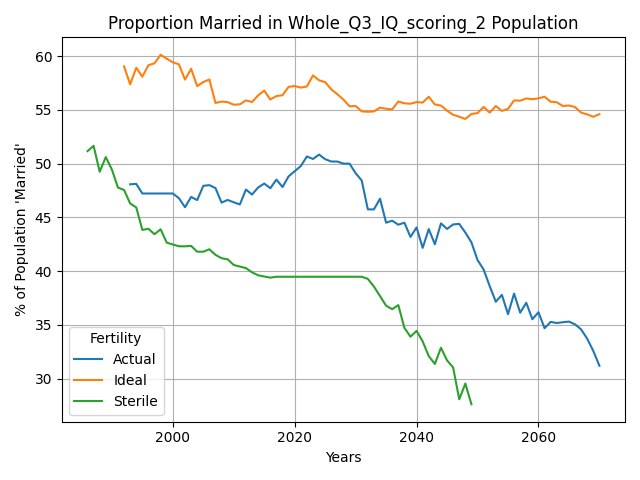 Proportion Married in Whole_Q3_IQ_scoring_2 Population
% of Population 'Married'
60
55
50
45
40
35
30
Fertility
Actual
Ideal
Sterile
2000 2020 2040 2060
Years